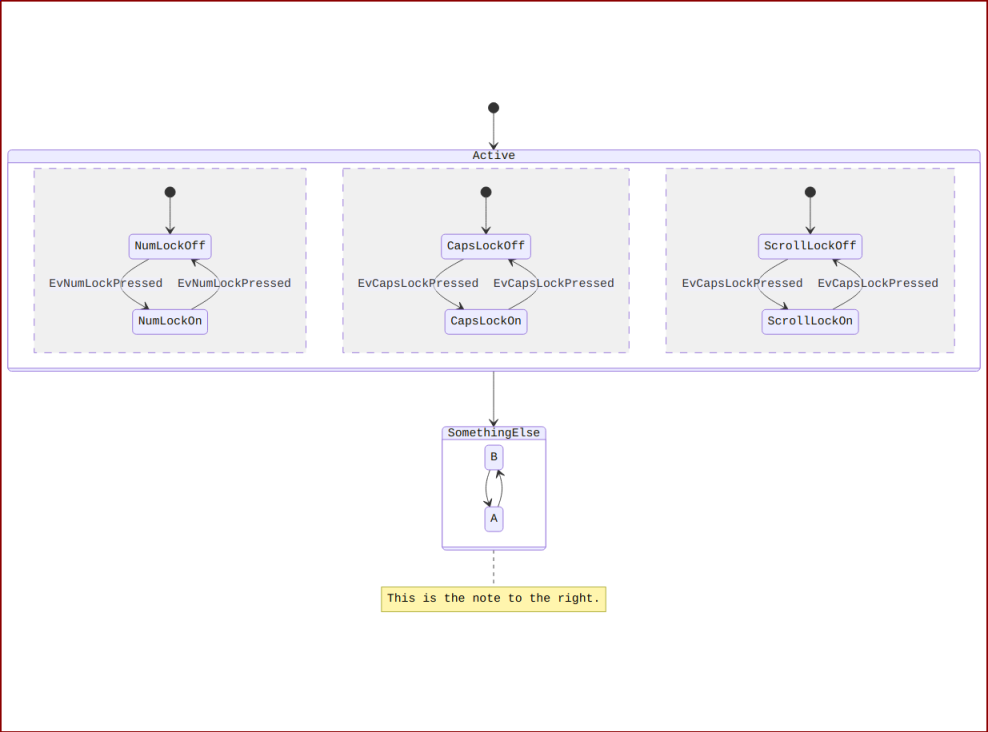 Active
NumLockOff
CapsLockOff
ScrollLockOff
EvNumLockPressed
EvNumLockPressed
EvCapsLockPressed
EvCapsLockPressed
EvCapsLockPressed
EvCapsLockPressed
NumLockOn
CapsLockOn
ScrollLockOn
SomethingElse
B
A
This is the note to the right.